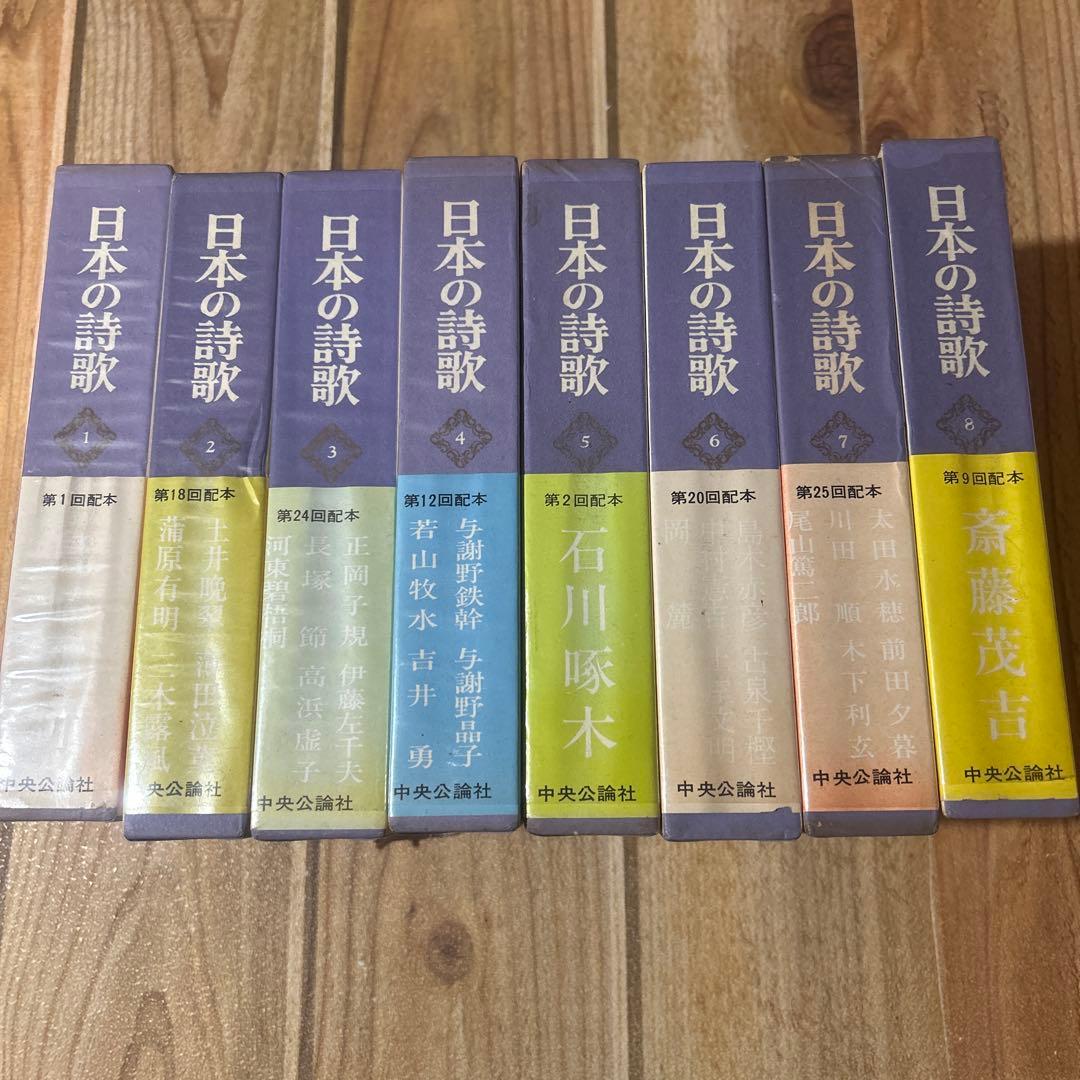 日本の詩歌
1
第1回配本
中央公論社
日本の詩歌
2
第18回配本
土井晩翠
蒲原有明
三木露風
中央公論社
日本の詩歌
3
第24回配本
正岡子規 伊藤左千夫
長塚節 高浜虚子
河東碧梧桐
中央公論社
日本の詩歌
4
第12回配本
与謝野鉄幹 与謝野晶子
若山牧水 吉井勇
中央公論社
日本の詩歌
5
第2回配本
石川啄木
中央公論社
日本の詩歌
6
第20回配本
古泉千樫
岡麓
中央公論社
日本の詩歌
7
第25回配本
太田水穂 前田夕暮
川田順 木下利玄
尾山篤二郎
中央公論社
日本の詩歌
8
第9回配本
斎藤茂吉
中央公論社